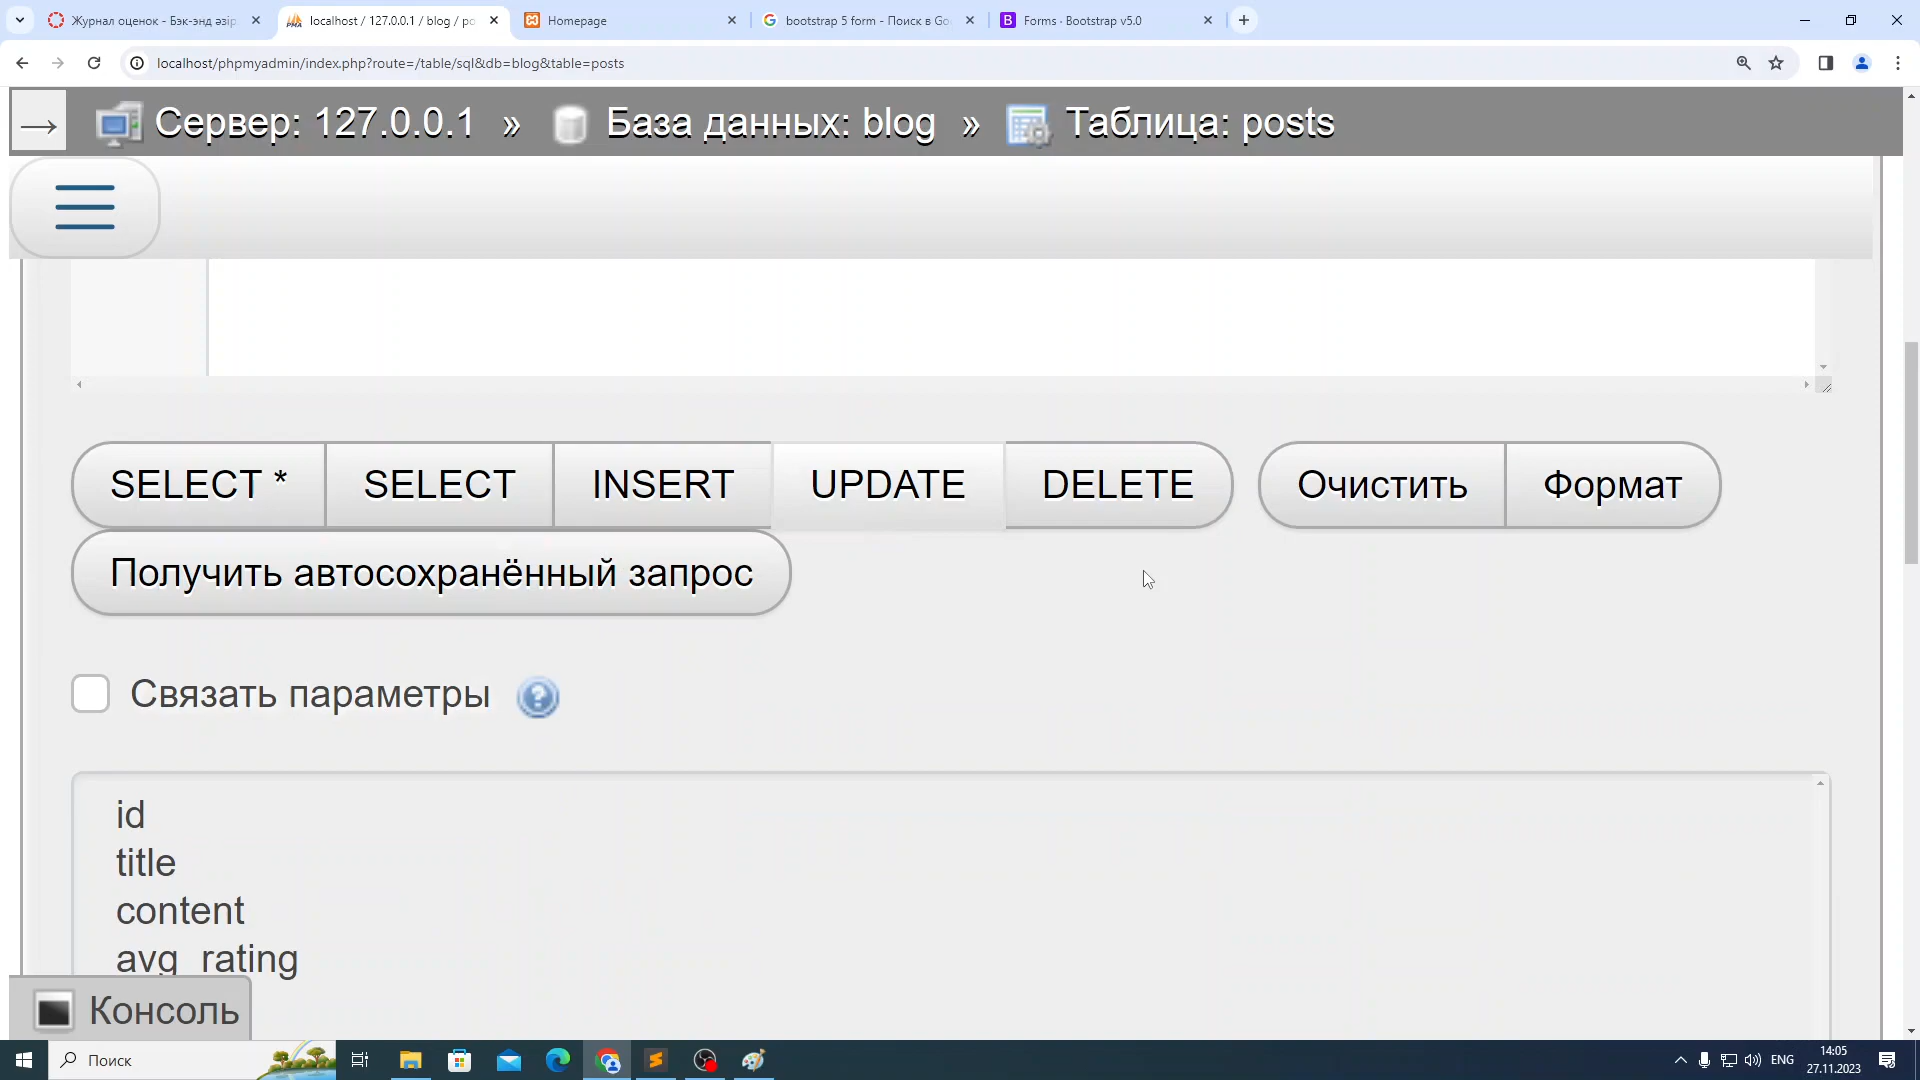 Журнал оценок - Бэк-энд әзір
localhost / 127.0.0.1 / blog / po
Homepage
bootstrap 5 form - Поиск в Go
Forms · Bootstrap v5.0
localhost/phpmyadmin/index.php?route=/table/sql&db=blog&table=posts
Сервер: 127.0.0.1 » База данных: blog » Таблица: posts
SELECT * SELECT INSERT UPDATE DELETE Очистить Формат
Получить автосохранённый запрос
Связать параметры
id
title
content
avg_rating
Консоль
Поиск
ENG
14:05
27.11.2023